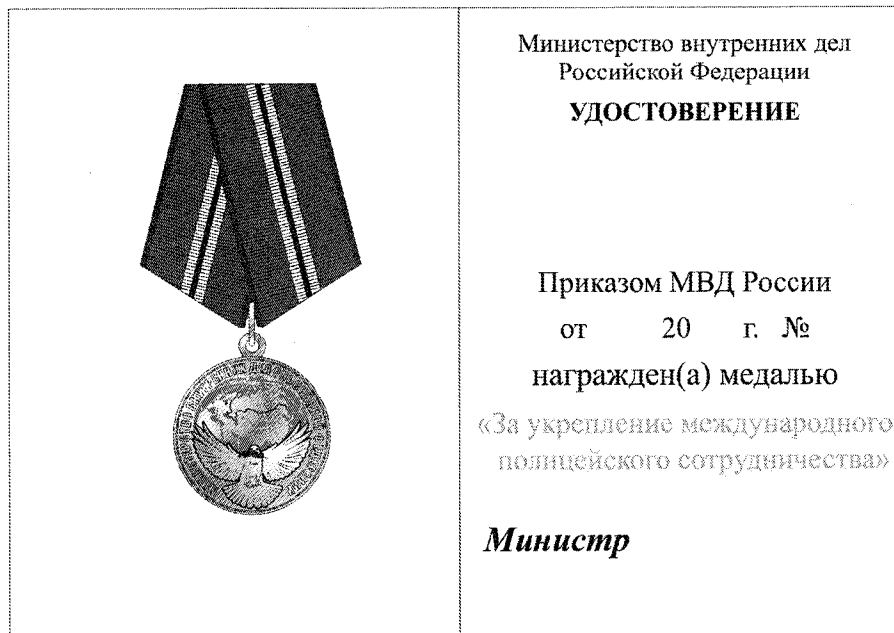 Министерство внутренних дел
Российской Федерации
УДОСТОВЕРЕНИЕ
Приказом МВД России
от 20 г. №
награжден(а) медалью
«За укрепление международного
полицейского сотрудничества»
Министр